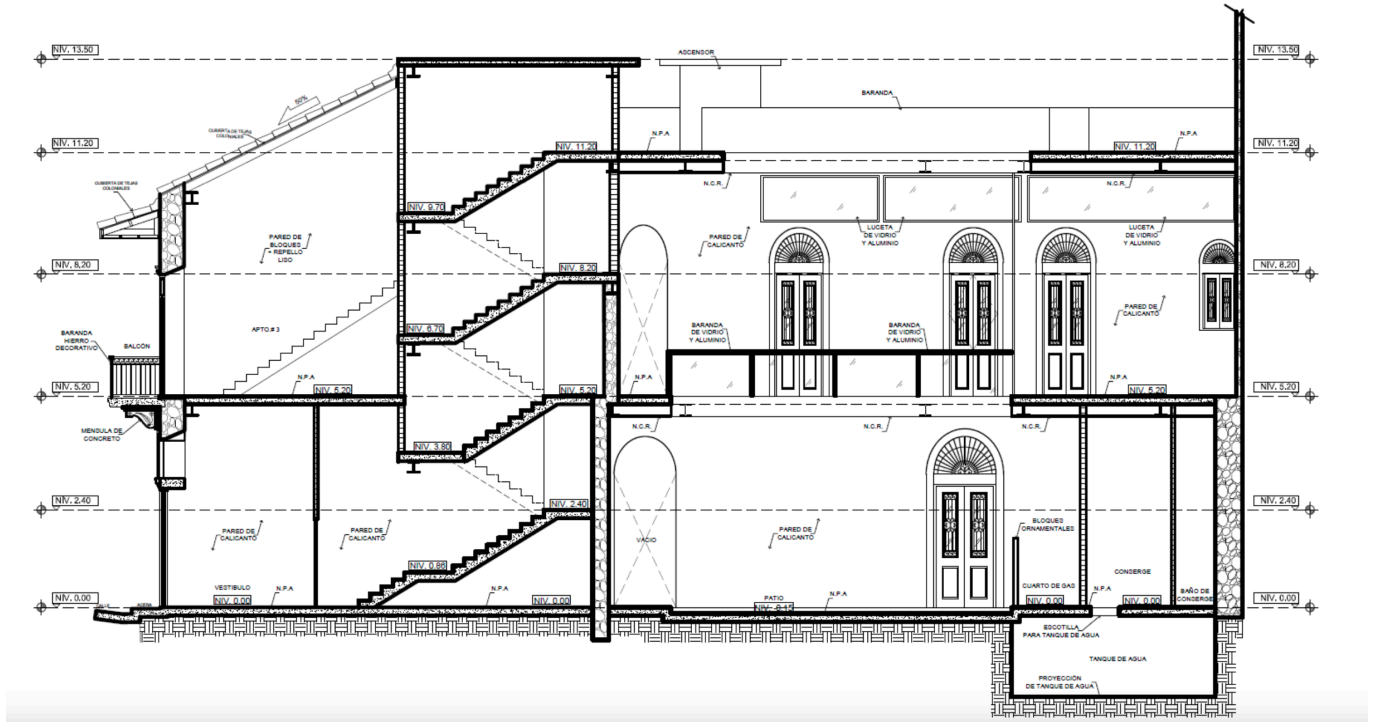 NIV. 13.50
ASCENSOR
NIV. 13.50
50%
BARANDA
CUBIERTA DE TEJAS
COLONIALES
NIV. 11.20
NIV. 11.20
N.P.A
NIV. 11.20
N.P.A
NIV. 11.20
CUBIERTA DE TEJAS
COLONIALES
N.C.R.
N.C.R.
NIV. 9.70
PARED DE
BLOQUES
+ REPELLO
LISO
PARED DE
CALICANTO
LUCETA
DE VIDRIO
Y ALUMINIO
LUCETA
DE VIDRIO
Y ALUMINIO
NIV. 8.20
NIV. 8.20
NIV. 8.20
PARED DE
CALICANTO
BARANDA
HIERRO
DECORATIVO
BALCÓN
APTO.# 3
NIV. 6.70
BARANDA
DE VIDRIO
Y ALUMINIO
BARANDA
DE VIDRIO
Y ALUMINIO
NIV. 5.20
N.P.A
NIV. 5.20
NIV. 5.20
N.P.A
N.P.A
NIV. 5.20
NIV. 5.20
MENSULA DE
CONCRETO
NIV. 3.80
N.C.R.
N.C.R.
N.C.R.
N.C.R.
NIV. 2.40
NIV. 2.40
NIV. 2.40
PARED DE
CALICANTO
PARED DE
CALICANTO
VACIO
PARED DE
CALICANTO
BLOQUES
ORNAMENTALES
NIV. 0.86
CONSERGE
VESTIBULO
N.P.A
N.P.A
CUARTO DE GAS
N.P.A
BAÑO DE
CONSERGE
NIV. 0.00
NIV. 0.00
NIV. 0.00
PATIO
N.P.A
NIV. -0.15
NIV. 0.00
NIV. 0.00
NIV. 0.00
CALLE
ACERA
ESCOTILLA
PARA TANQUE DE AGUA
TANQUE DE AGUA
PROYECCIÓN
DE TANQUE DE AGUA